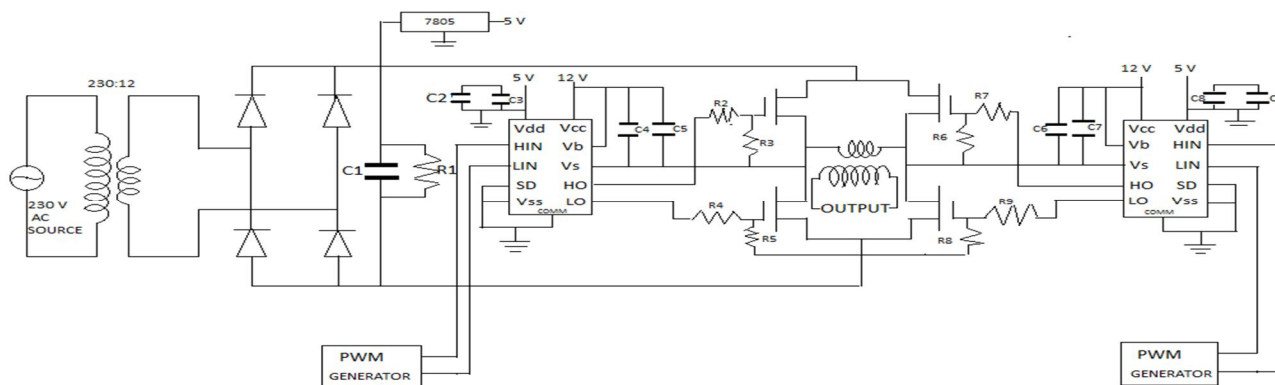 7805
5 V
230:12
230 V
AC
SOURCE
C1
R1
C2
C3
5 V
12 V
Vdd
Vcc
HIN
Vb
LIN
Vs
SD
HO
Vss
LO
COMM
C4
C5
R2
R3
R4
R5
OUTPUT
R7
R6
R9
R8
C6
C7
12 V
5 V
C8
Vcc
Vdd
Vb
HIN
Vs
LIN
HO
SD
LO
Vss
COMM
PWM
GENERATOR
PWM
GENERATOR